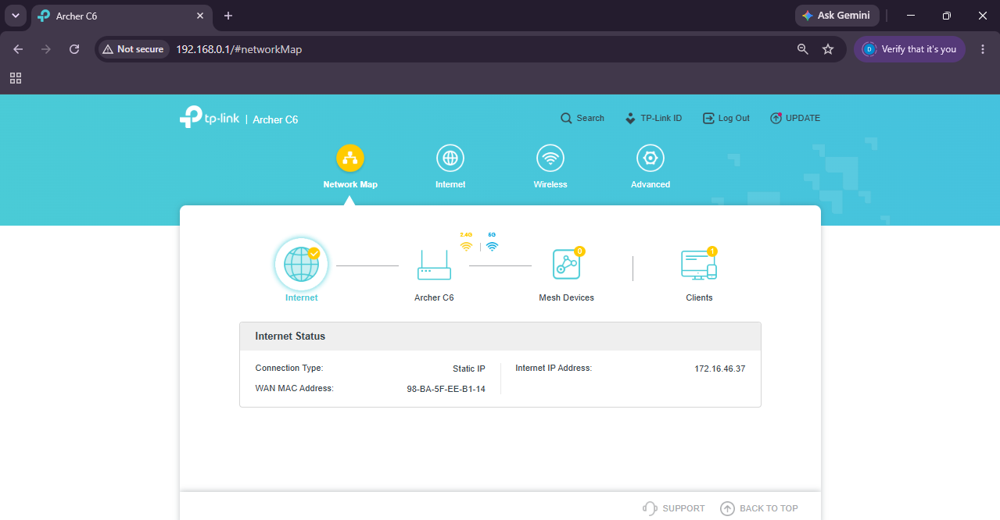 Archer C6
Ask Gemini
Not secure 192.168.0.1/#networkMap
D Verify that it's you
tp-link | Archer C6
Search TP-Link ID Log Out UPDATE
Network Map Internet Wireless Advanced
2.4G 5G
0 1
Internet Archer C6 Mesh Devices Clients
Internet Status
Connection Type: Static IP Internet IP Address: 172.16.46.37
WAN MAC Address: 98-BA-5F-EE-B1-14
SUPPORT BACK TO TOP